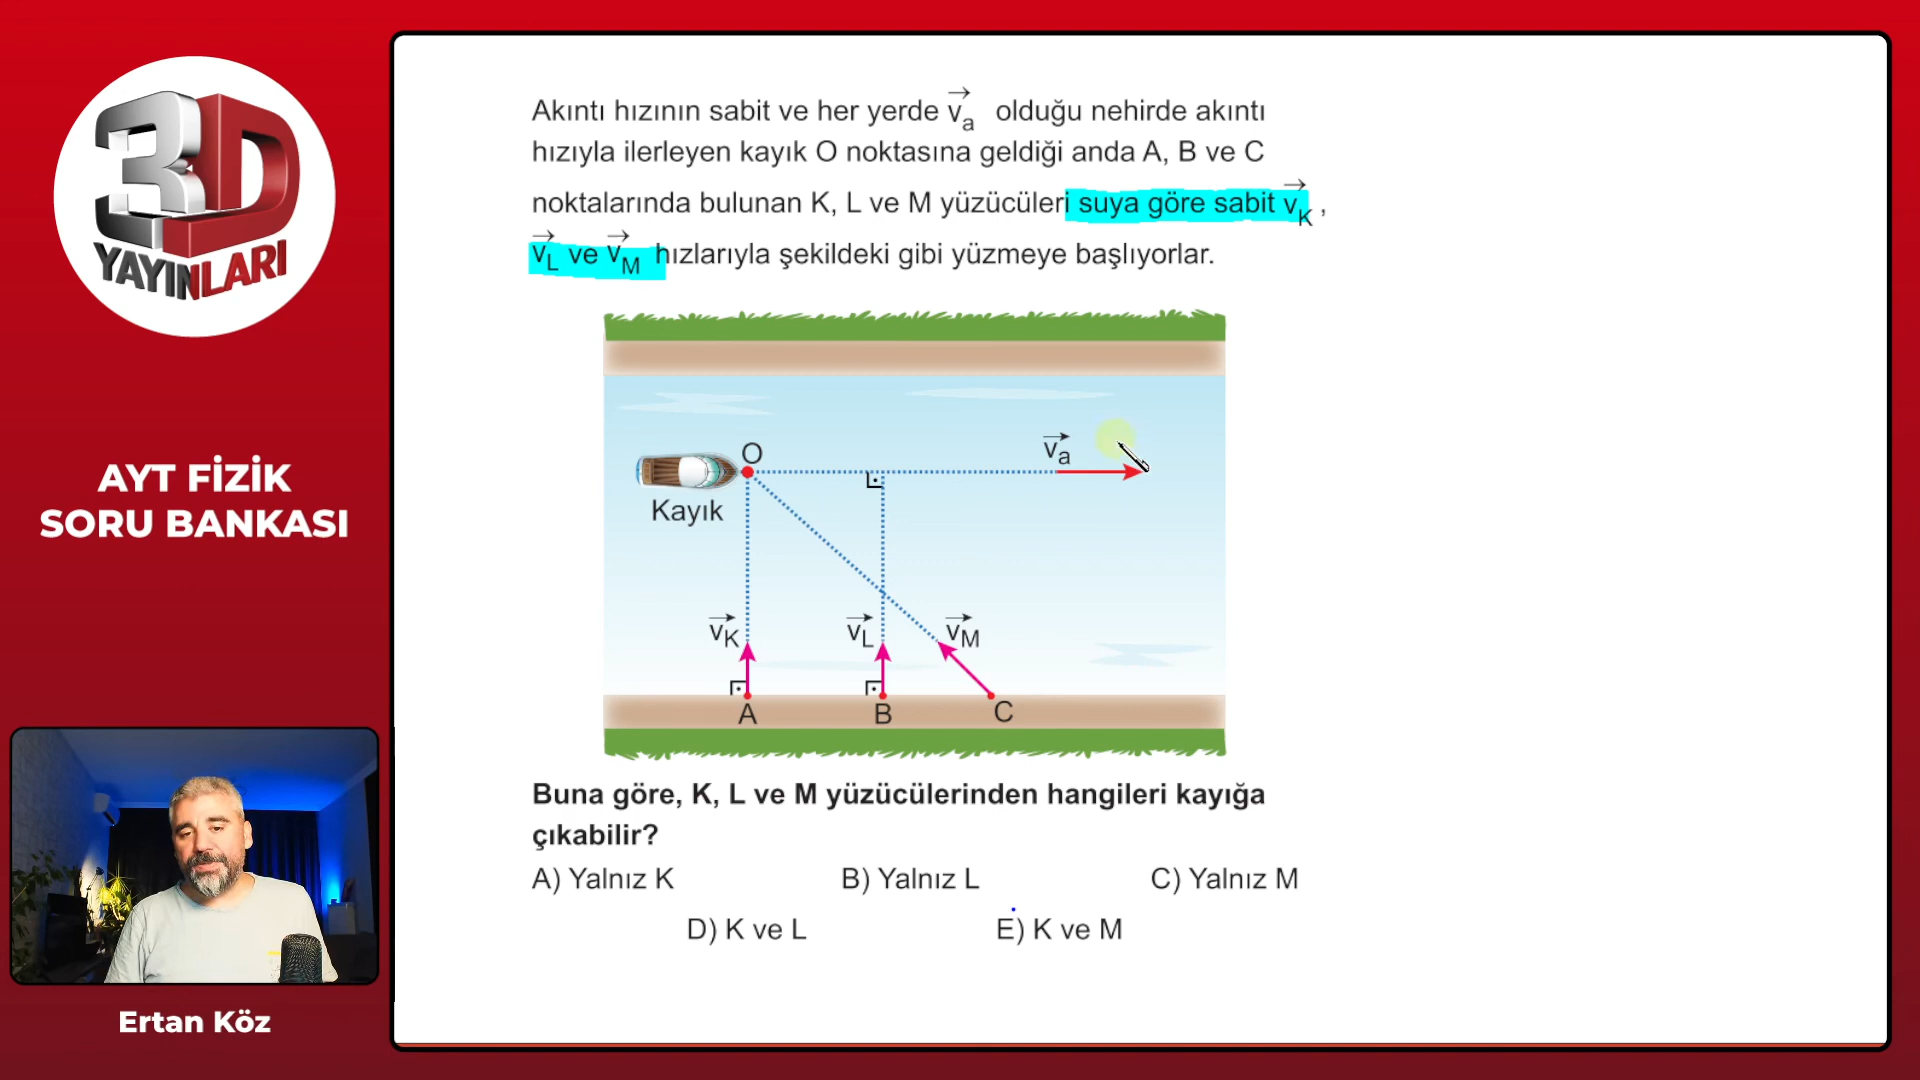 3D
YAYINLARI
AYT FİZİK
SORU BANKASI
Ertan Köz
Akıntı hızının sabit ve her yerde v⃗a olduğu nehirde akıntı
hızıyla ilerleyen kayık O noktasına geldiği anda A, B ve C
noktalarında bulunan K, L ve M yüzücüleri suya göre sabit v⃗K ,
v⃗L ve v⃗M hızlarıyla şekildeki gibi yüzmeye başlıyorlar.
O
v⃗a
Kayık
v⃗K v⃗L v⃗M
A B C
Buna göre, K, L ve M yüzücülerinden hangileri kayığa
çıkabilir?
A) Yalnız K B) Yalnız L C) Yalnız M
D) K ve L E) K ve M